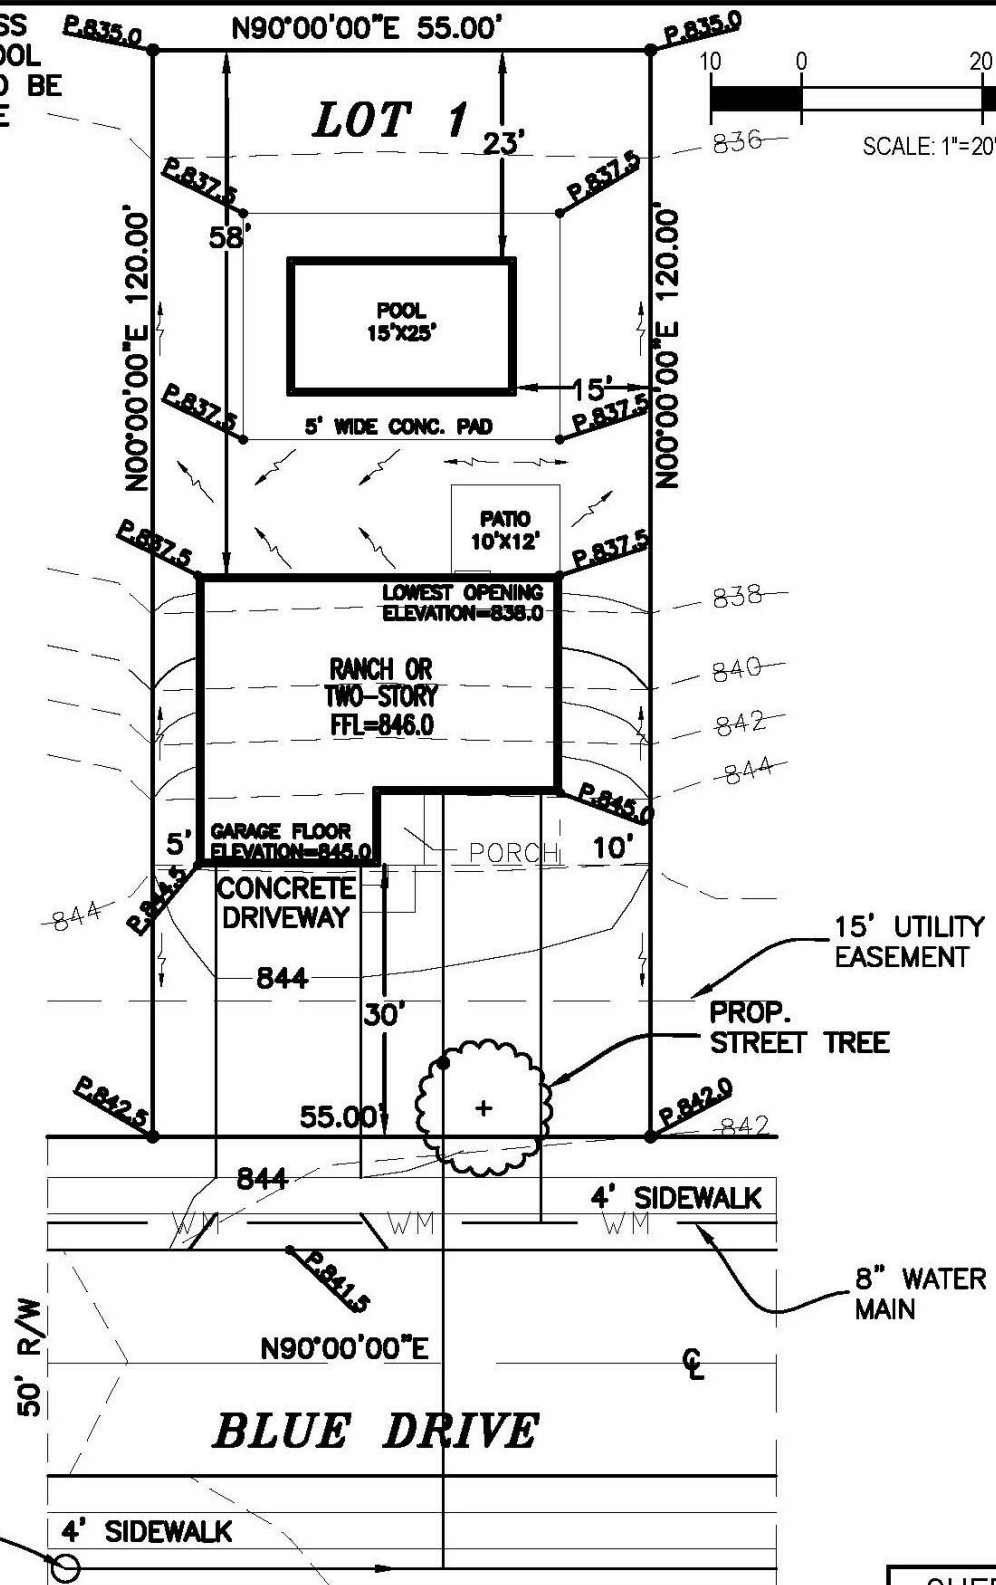 SS
P.835.0
N90°00'00"E 55.00'
P.835.0
OOL
BE
E
10 0 20
SCALE: 1"=20'
LOT 1
23'
836
P.837.5
P.837.5
58'
N00°00'00"E 120.00'
N00°00'00"E 120.00'
POOL
15'X25'
15'
P.837.5
P.837.5
5' WIDE CONC. PAD
PATIO
10'X12'
P.837.5
P.837.5
LOWEST OPENING
ELEVATION=838.0
838
RANCH OR
TWO-STORY
FFL=846.0
840
842
844
P.845.0
5'
GARAGE FLOOR
ELEVATION=845.0
PORCH
10'
P.844.5
CONCRETE
DRIVEWAY
844
15' UTILITY
EASEMENT
844
30'
PROP.
STREET TREE
P.842.5
55.00'
P.842.0
842
844
4' SIDEWALK
WM WM WM
8" WATER
MAIN
P.841.5
N90°00'00"E
50' R/W
CL
BLUE DRIVE
4' SIDEWALK